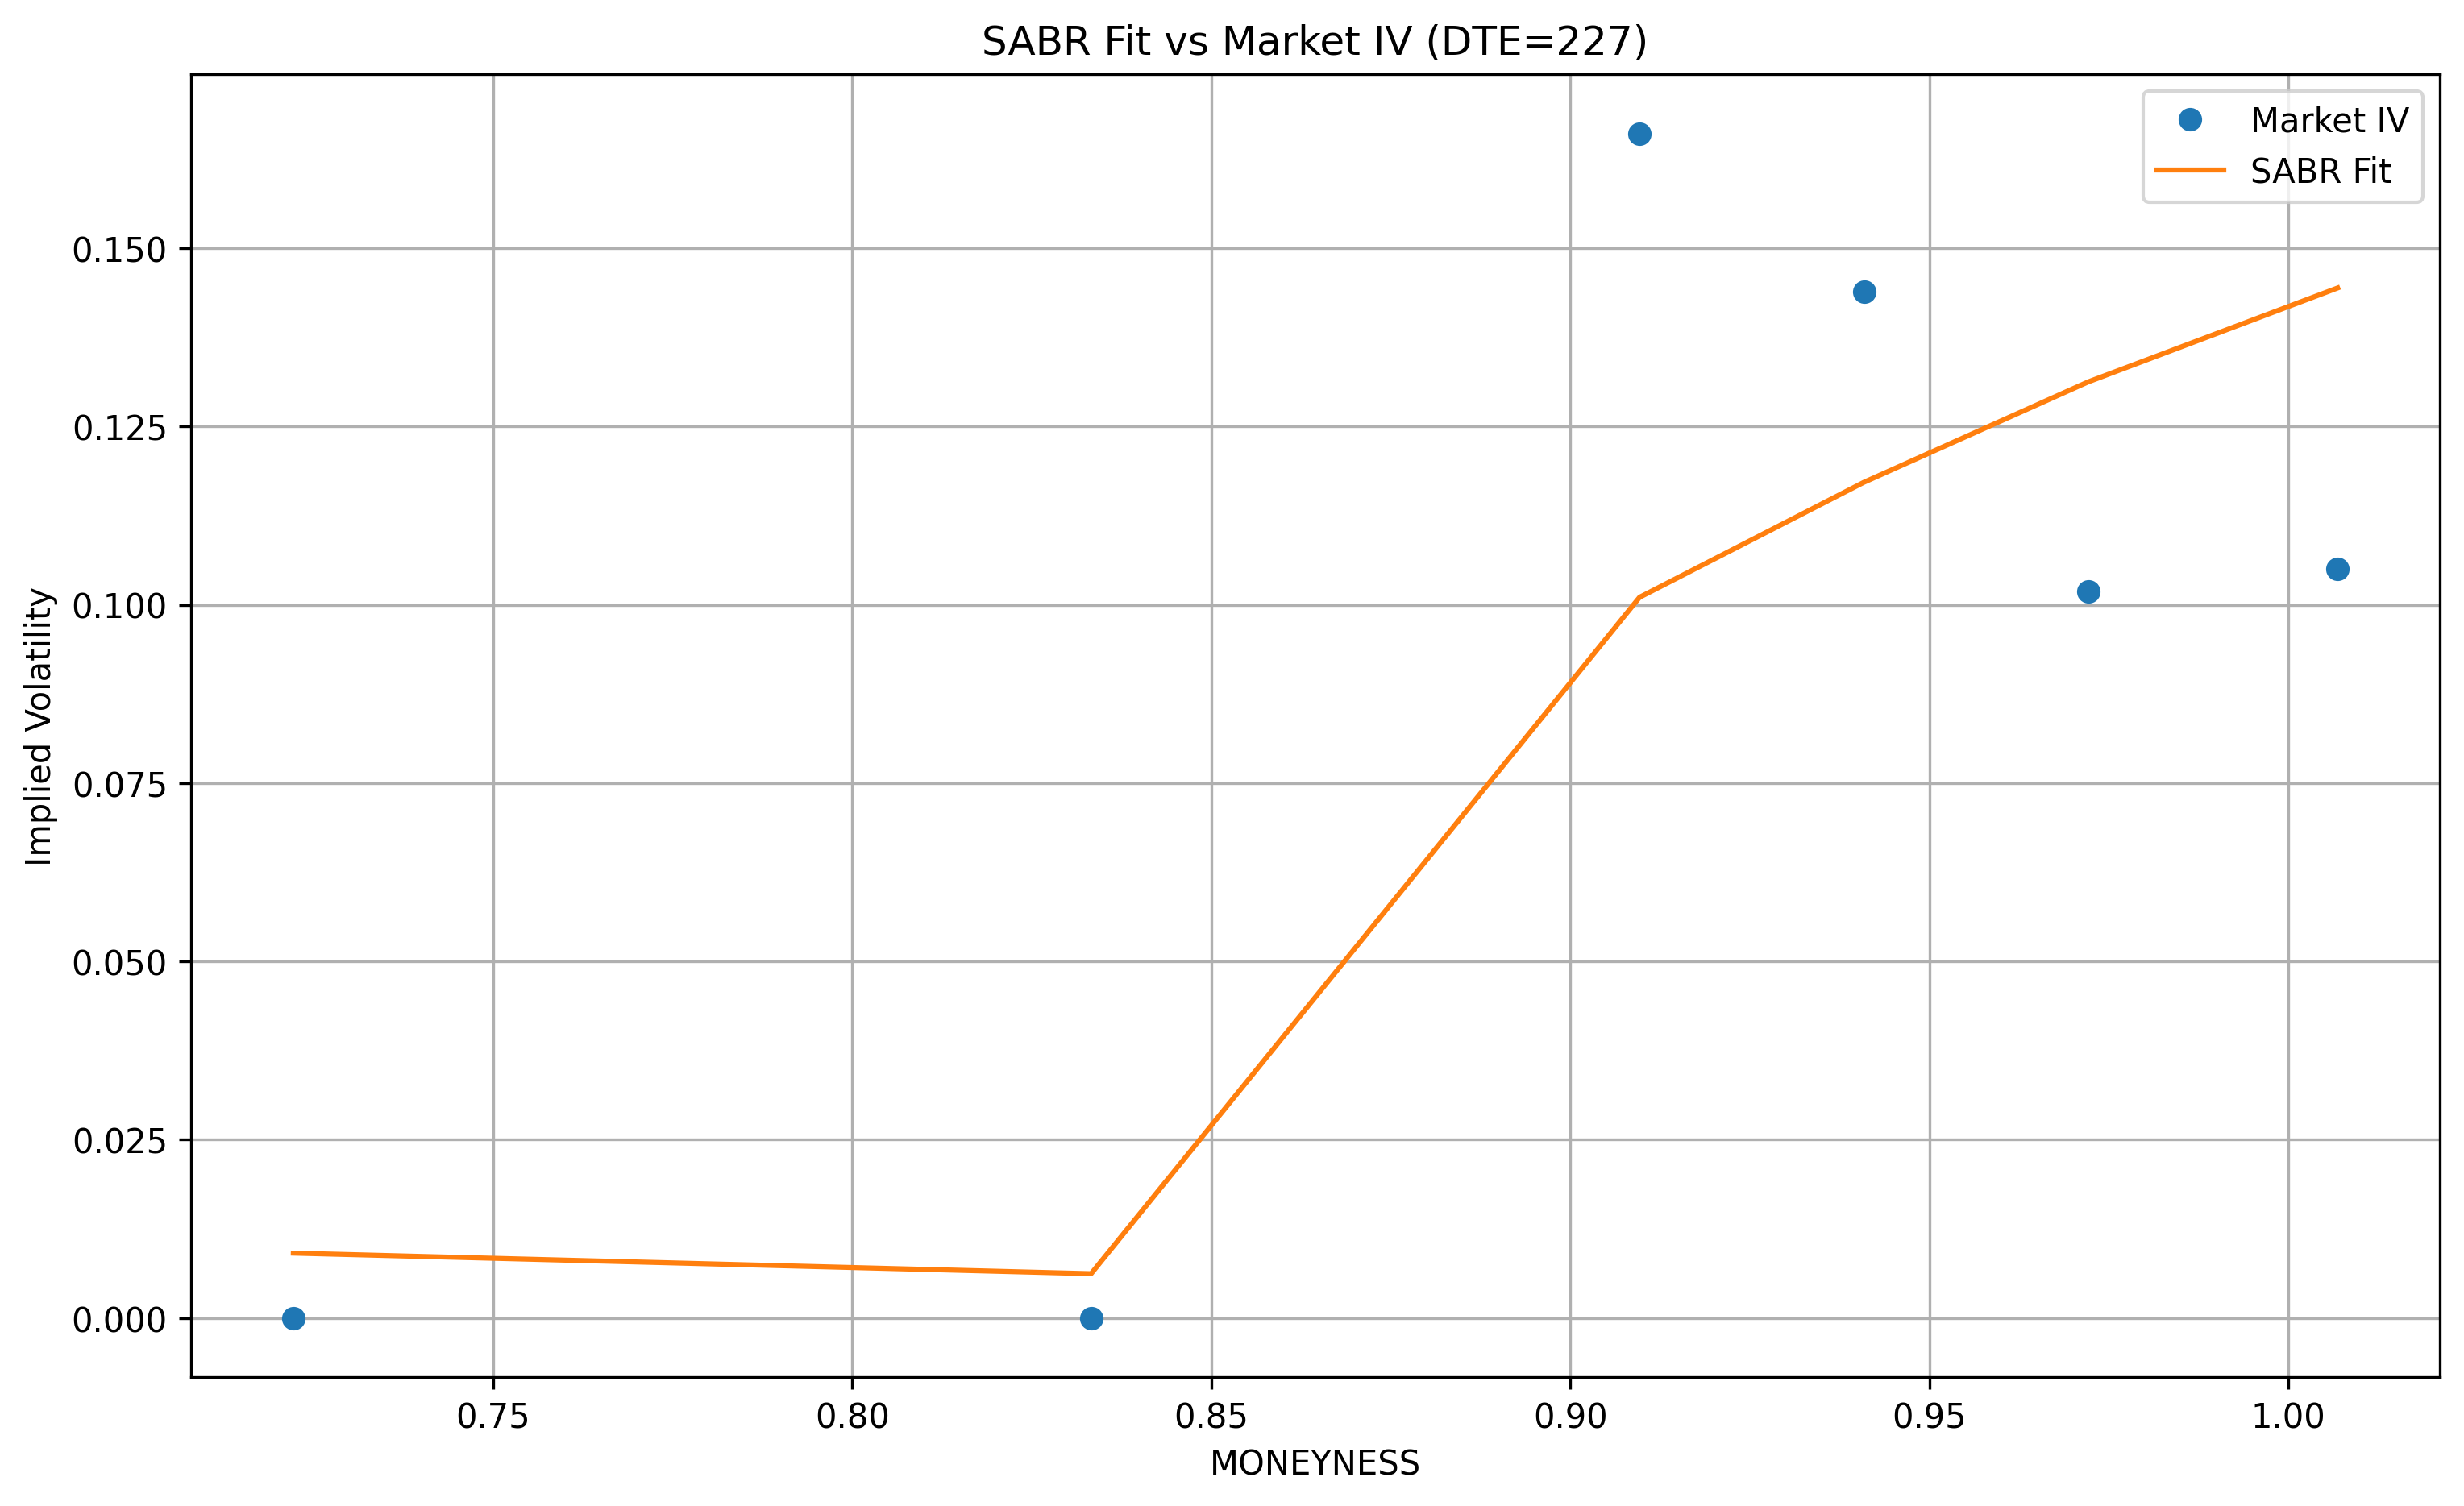 SABR Fit vs Market IV (DTE=227)
Market IV
SABR Fit
Implied Volatility
0.150
0.125
0.100
0.075
0.050
0.025
0.000
0.75
0.80
0.85
0.90
0.95
1.00
MONEYNESS